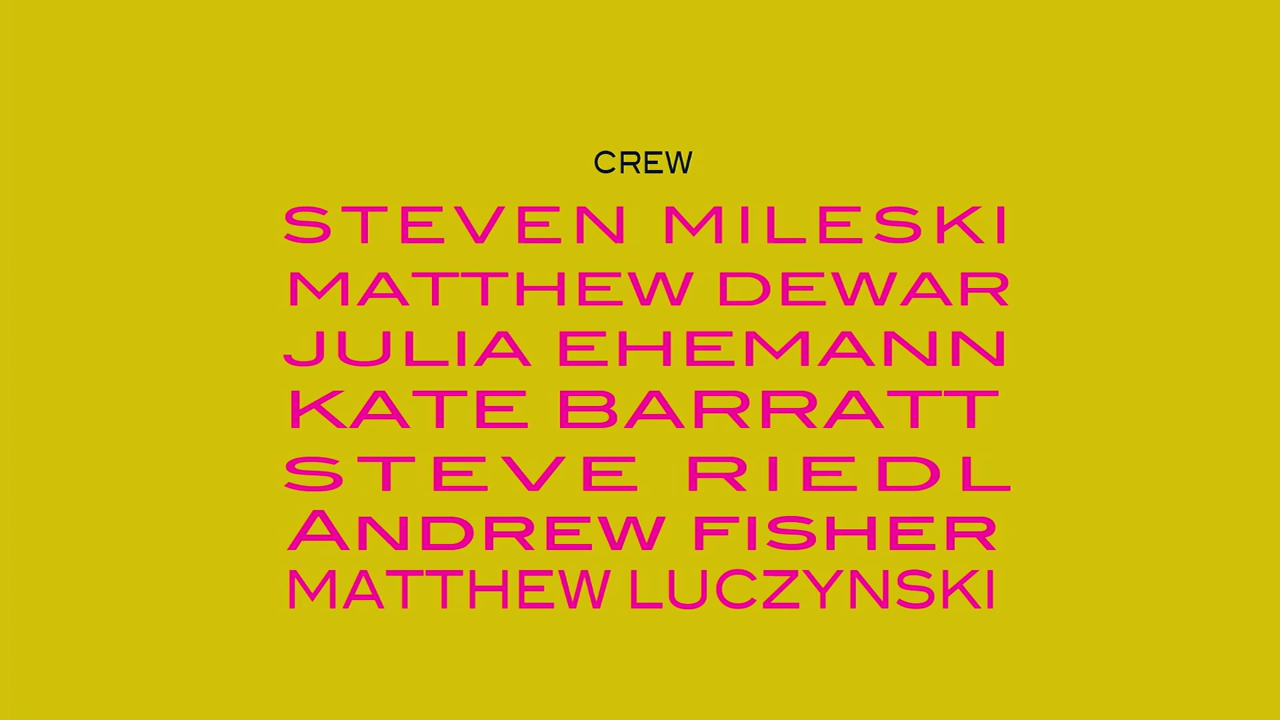 CREW
STEVEN MILESKI
MATTHEW DEWAR
JULIA EHEMANN
KATE BARRATT
STEVE RIEDL
ANDREW FISHER
MATTHEW LUCZYNSKI